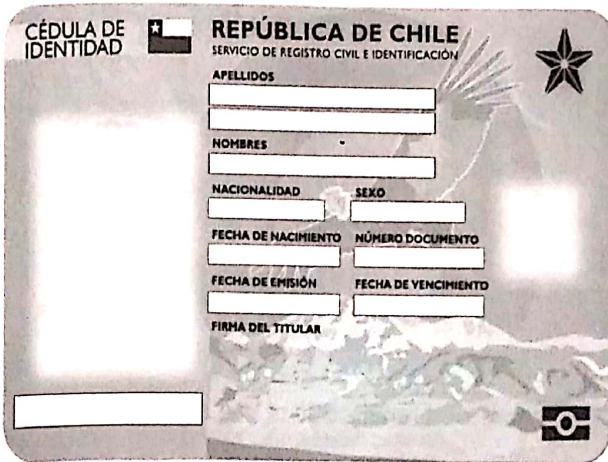 CÉDULA DE
IDENTIDAD
REPÚBLICA DE CHILE
SERVICIO DE REGISTRO CIVIL E IDENTIFICACIÓN
APELLIDOS
NOMBRES
NACIONALIDAD SEXO
FECHA DE NACIMIENTO NÚMERO DOCUMENTO
FECHA DE EMISIÓN FECHA DE VENCIMIENTO
FIRMA DEL TITULAR